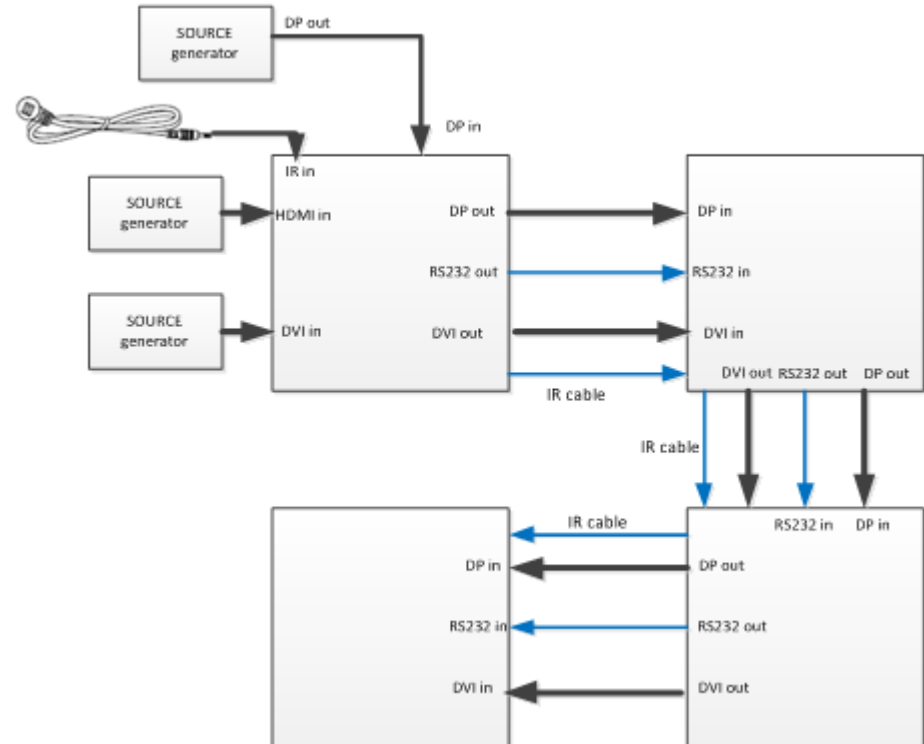 SOURCE
generator
DP out
DP in
IR in
SOURCE
generator
HDMI in
DP out
DP in
RS232 out
RS232 in
SOURCE
generator
DVI in
DVI out
DVI in
IR cable
DVI out
RS232 out
DP out
IR cable
IR cable
RS232 in
DP in
DP in
DP out
RS232 in
RS232 out
DVI in
DVI out